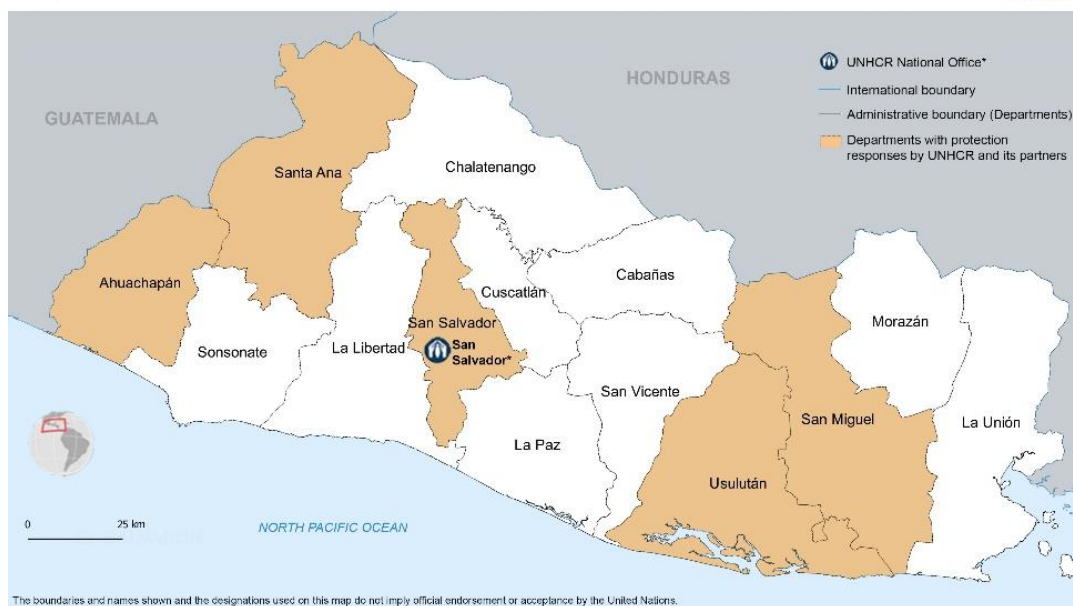 GUATEMALA
HONDURAS
UNHCR National Office*
International boundary
Administrative boundary (Departments)
Departments with protection
responses by UNHCR and its partners
Santa Ana
Chalatenango
Ahuachapán
Cabañas
Cuscatlán
San Salvador
San
Salvador*
Morazán
Sonsonate
La Libertad
San Vicente
San Miguel
La Unión
La Paz
Usulután
0 25 km
NORTH PACIFIC OCEAN
The boundaries and names shown and the designations used on this map do not imply official endorsement or acceptance by the United Nations.